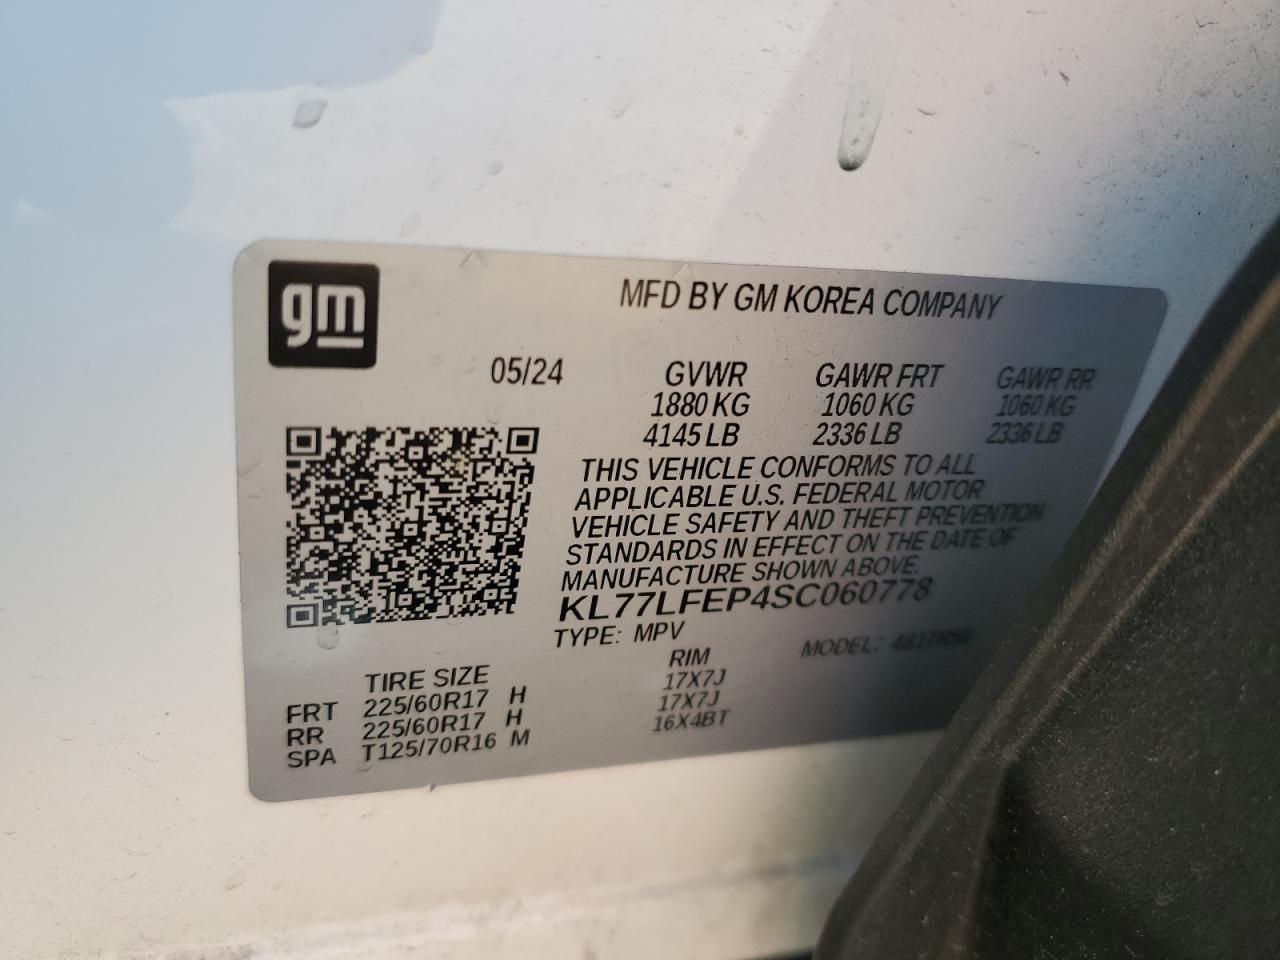 gm
MFD BY GM KOREA COMPANY
05/24 GVWR GAWR FRT GAWR RR
1880 KG 1060 KG 1060 KG
4145 LB 2336 LB 2336 LB
THIS VEHICLE CONFORMS TO ALL
APPLICABLE U.S. FEDERAL MOTOR
VEHICLE SAFETY AND THEFT PREVENTION
STANDARDS IN EFFECT ON THE DATE OF
MANUFACTURE SHOWN ABOVE.
KL77LFEP4SC060778
TYPE: MPV MODEL:
TIRE SIZE RIM
FRT 225/60R17 H 17X7J
RR 225/60R17 H 17X7J
SPA T125/70R16 M 16X4BT